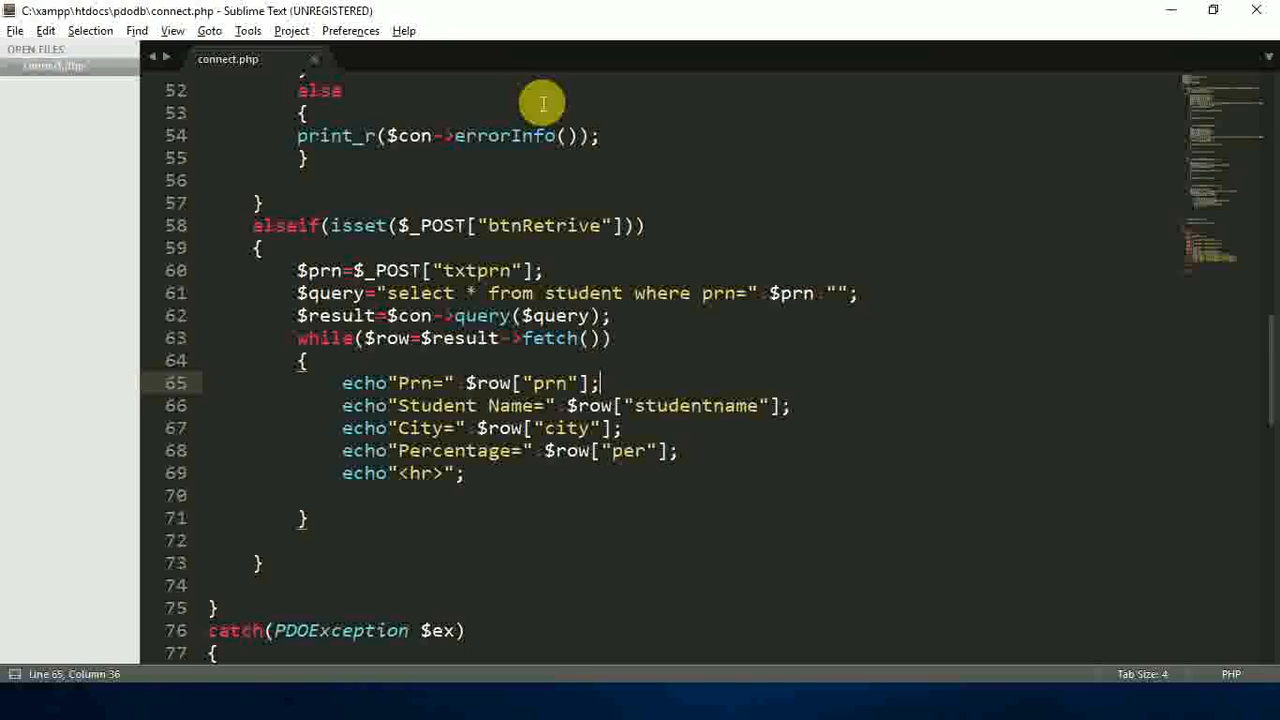 C:\xampp\htdocs\pdodb\connect.php - Sublime Text (UNREGISTERED)
File Edit Selection Find View Goto Tools Project Preferences Help
OPEN FILES
connect.php
connect.php
52 else
53 {
54 print_r($con->errorInfo());
55 }
56
57 }
58 elseif(isset($_POST["btnRetrive"]))
59 {
60 $prn=$_POST["txtprn"];
61 $query="select * from student where prn=".$prn."";
62 $result=$con->query($query);
63 while($row=$result->fetch())
64 {
65 echo"Prn=".$row["prn"];
66 echo"Student Name=".$row["studentname"];
67 echo"City=".$row["city"];
68 echo"Percentage=".$row["per"];
69 echo"<hr>";
70
71 }
72
73 }
74
75 }
76 catch(PDOException $ex)
77 {
Line 65, Column 36
Tab Size: 4
PHP